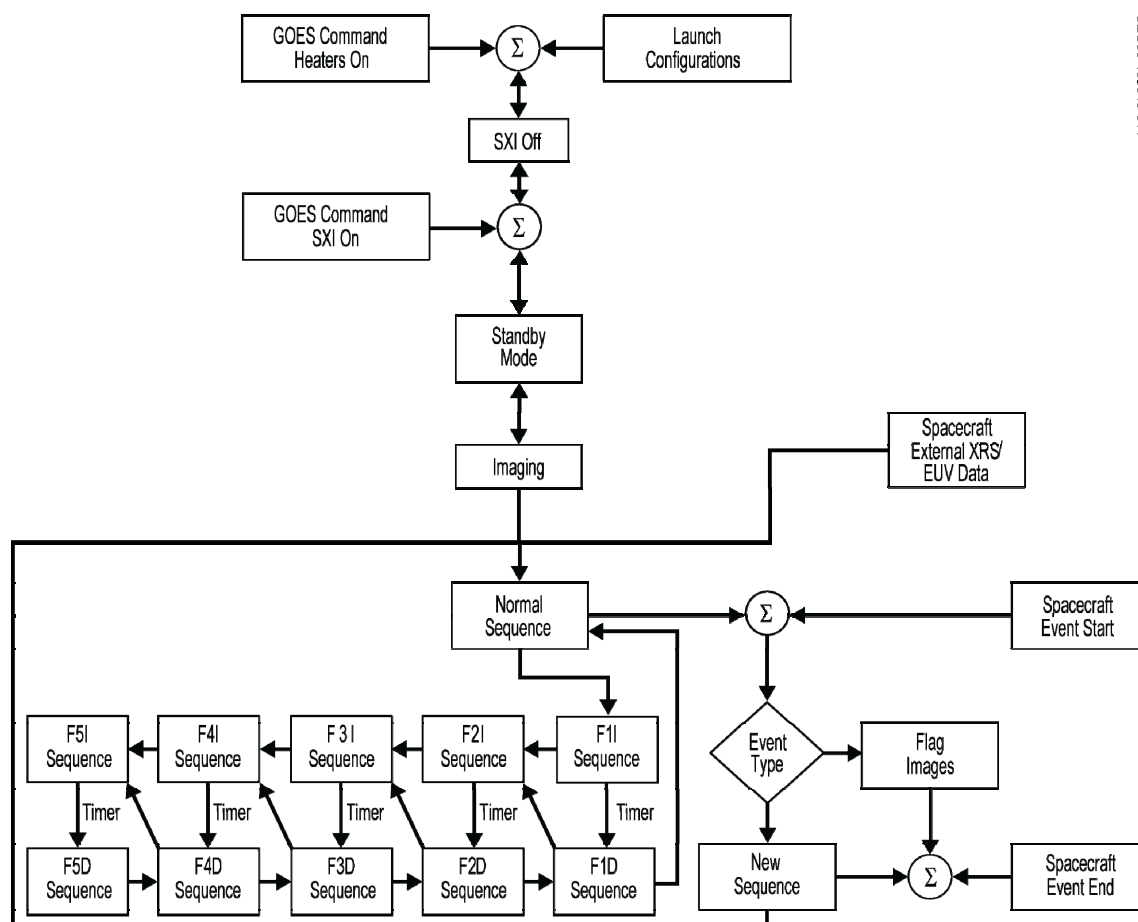 GOES Command
Heaters On
Σ
Launch
Configurations
SXI Off
GOES Command
SXI On
Σ
Standby
Mode
Imaging
Spacecraft
External XRS/
EUV Data
Normal
Sequence
Σ
Spacecraft
Event Start
F5I
Sequence
F4I
Sequence
F 3 I
Sequence
F2I
Sequence
F1I
Sequence
Event
Type
Flag
Images
Timer
Timer
Timer
Timer
Timer
F5D
Sequence
F4D
Sequence
F3D
Sequence
F2D
Sequence
F1D
Sequence
New
Sequence
Σ
Spacecraft
Event End